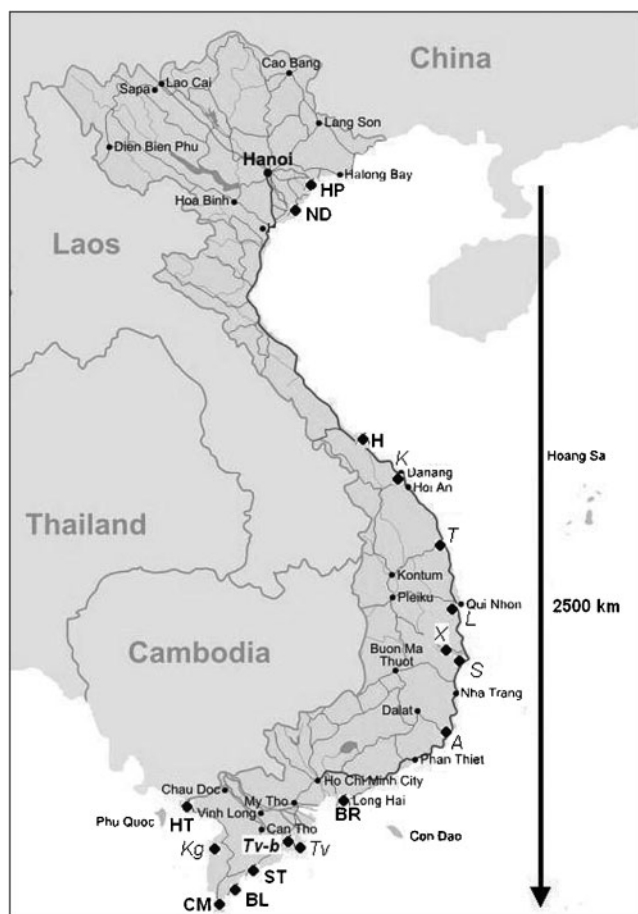 China
Cao Bang
Lao Cai
Sapa
Lang Son
Dien Bien Phu
Hanoi
Halong Bay
HP
Hoa Binh
ND
Laos
H
K
Danang
Hoi An
Hoang Sa
Thailand
T
Kontum
Pleiku
Qui Nhon
L
2500 km
X
Cambodia
Buon Ma
Thuot
S
Nha Trang
Dalat
A
Phan Thiet
Ho Chi Minh City
Chau Doc
My Tho
Long Hai
Phu Quoc
HT
Vinh Long
BR
Can Tho
Con Dao
Kg
Tv-b
Tv
ST
CM
BL